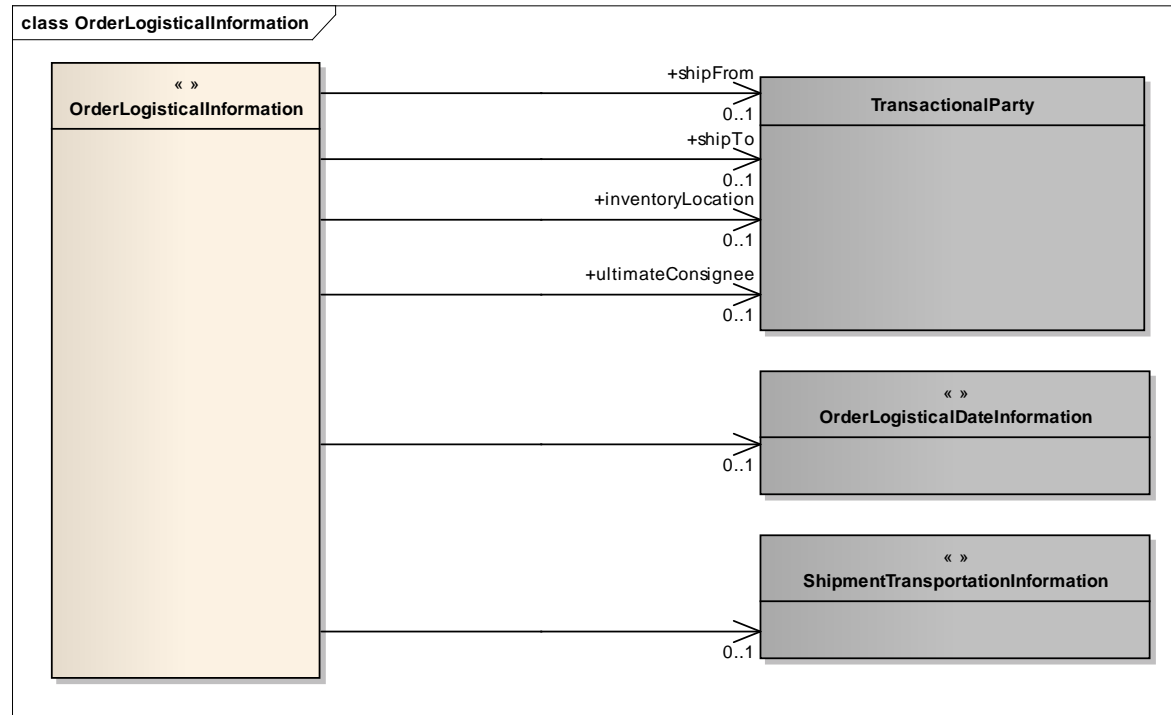 class OrderLogisticalInformation
« »
OrderLogisticalInformation
+shipFrom
0..1
+shipTo
0..1
+inventoryLocation
0..1
+ultimateConsignee
0..1
TransactionalParty
0..1
« »
OrderLogisticalDateInformation
0..1
« »
ShipmentTransportationInformation